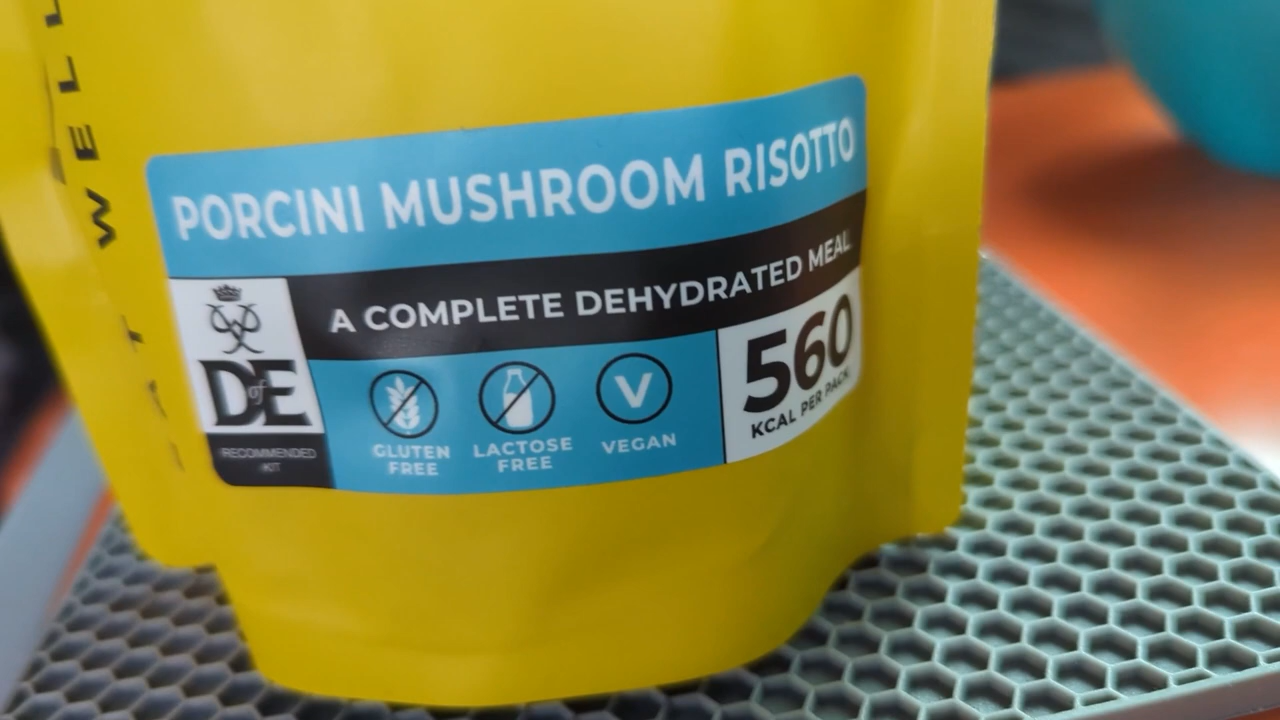 WELL
PORCINI MUSHROOM RISOTTO
A COMPLETE DEHYDRATED MEAL
DofE
RECOMMENDED
KIT
GLUTEN
FREE
LACTOSE
FREE
V
VEGAN
560
KCAL PER PACK